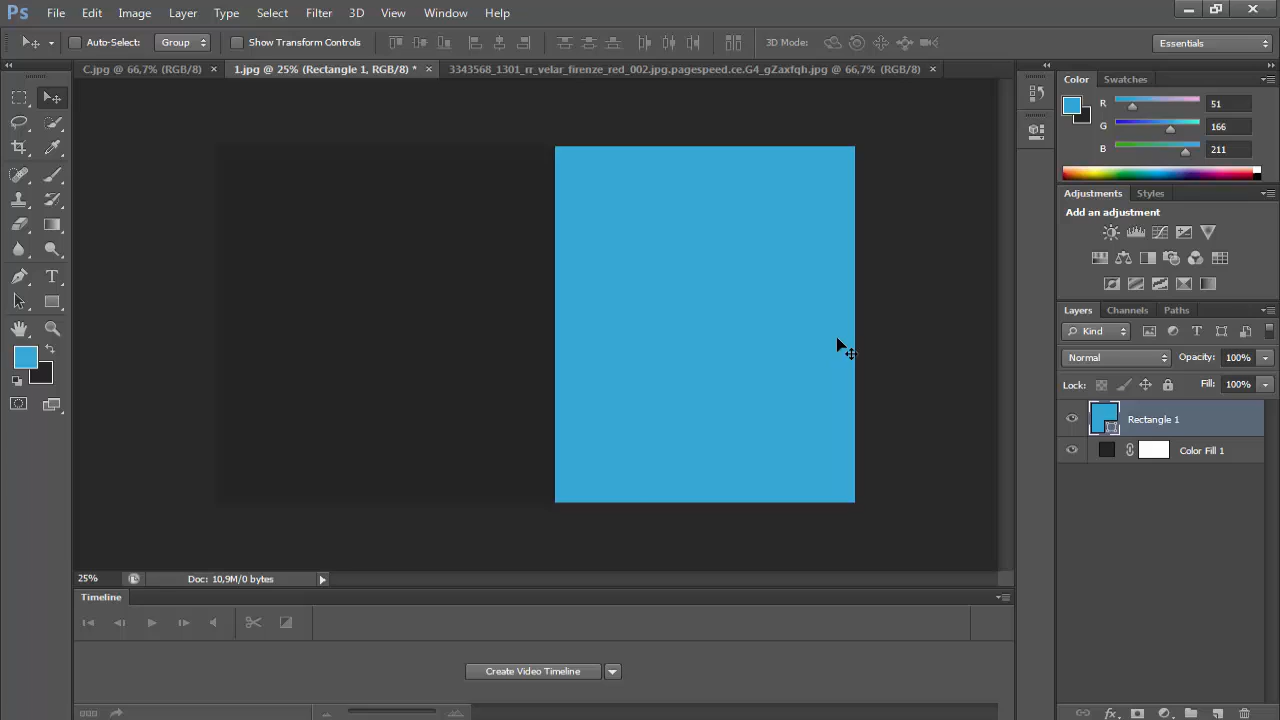 Ps File Edit Image Layer Type Select Filter 3D View Window Help
Auto-Select: Group Show Transform Controls 3D Mode: Essentials
C.jpg @ 66,7% (RGB/8) × 1.jpg @ 25% (Rectangle 1, RGB/8) * × 3343568_1301_rr_velar_firenze_red_002.jpg.pagespeed.ce.G4_gZaxfqh.jpg @ 66,7% (RGB/8) ×
Color Swatches
R 51
G 166
B 211
Adjustments Styles
Add an adjustment
Layers Channels Paths
Kind
Normal Opacity: 100%
Lock: Fill: 100%
Rectangle 1
Color Fill 1
25% Doc: 10,9M/0 bytes
Timeline
Create Video Timeline
fx